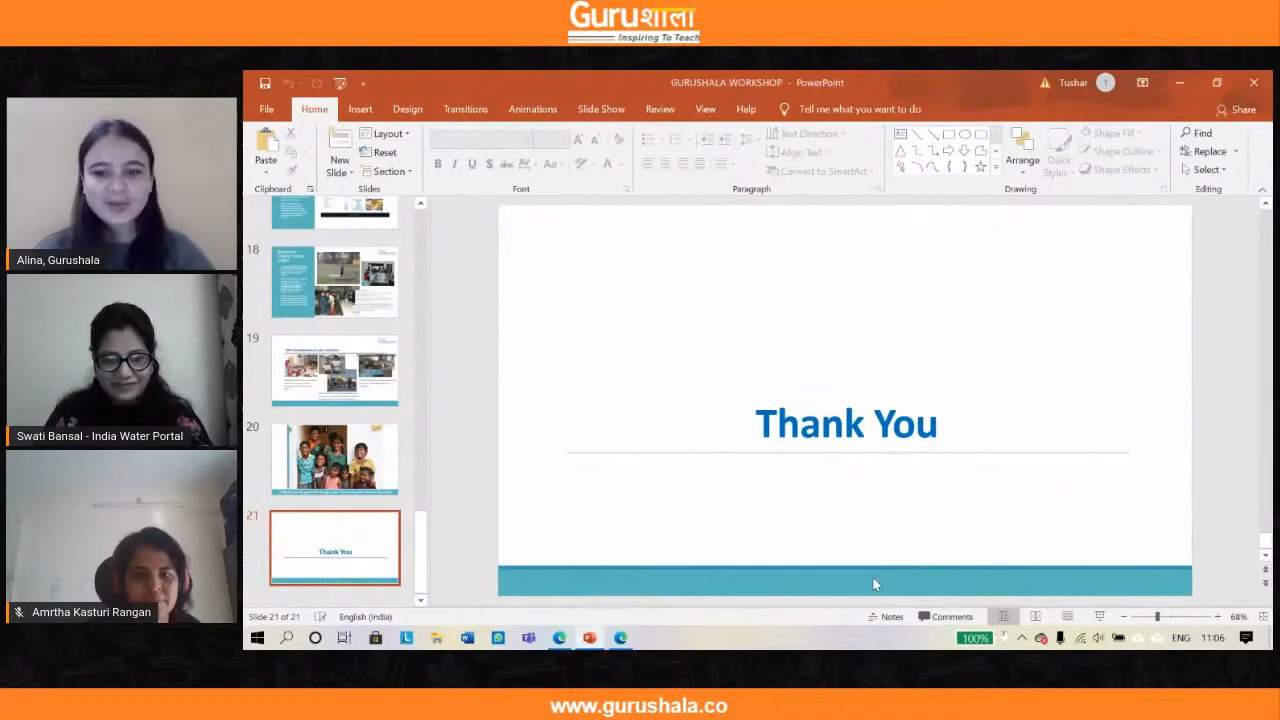 Guruशाला
Inspiring To Teach
GURUSHALA WORKSHOP - PowerPoint
Tushar
T
File
Home
Insert
Design
Transitions
Animations
Slide Show
Review
View
Help
Tell me what you want to do
Share
Paste
New
Slide
Layout
Reset
Section
B I U S abc AV Aa A
Text Direction
Align Text
Convert to SmartArt
Arrange
Quick
Styles
Shape Fill
Shape Outline
Shape Effects
Find
Replace
Select
Clipboard
Slides
Font
Paragraph
Drawing
Editing
Alina, Gurushala
Swati Bansal - India Water Portal
Amrtha Kasturi Rangan
18
19
20
21
Thank You
Thank You
Slide 21 of 21
English (India)
Notes
Comments
68%
100%
ENG
11:06
www.gurushala.co